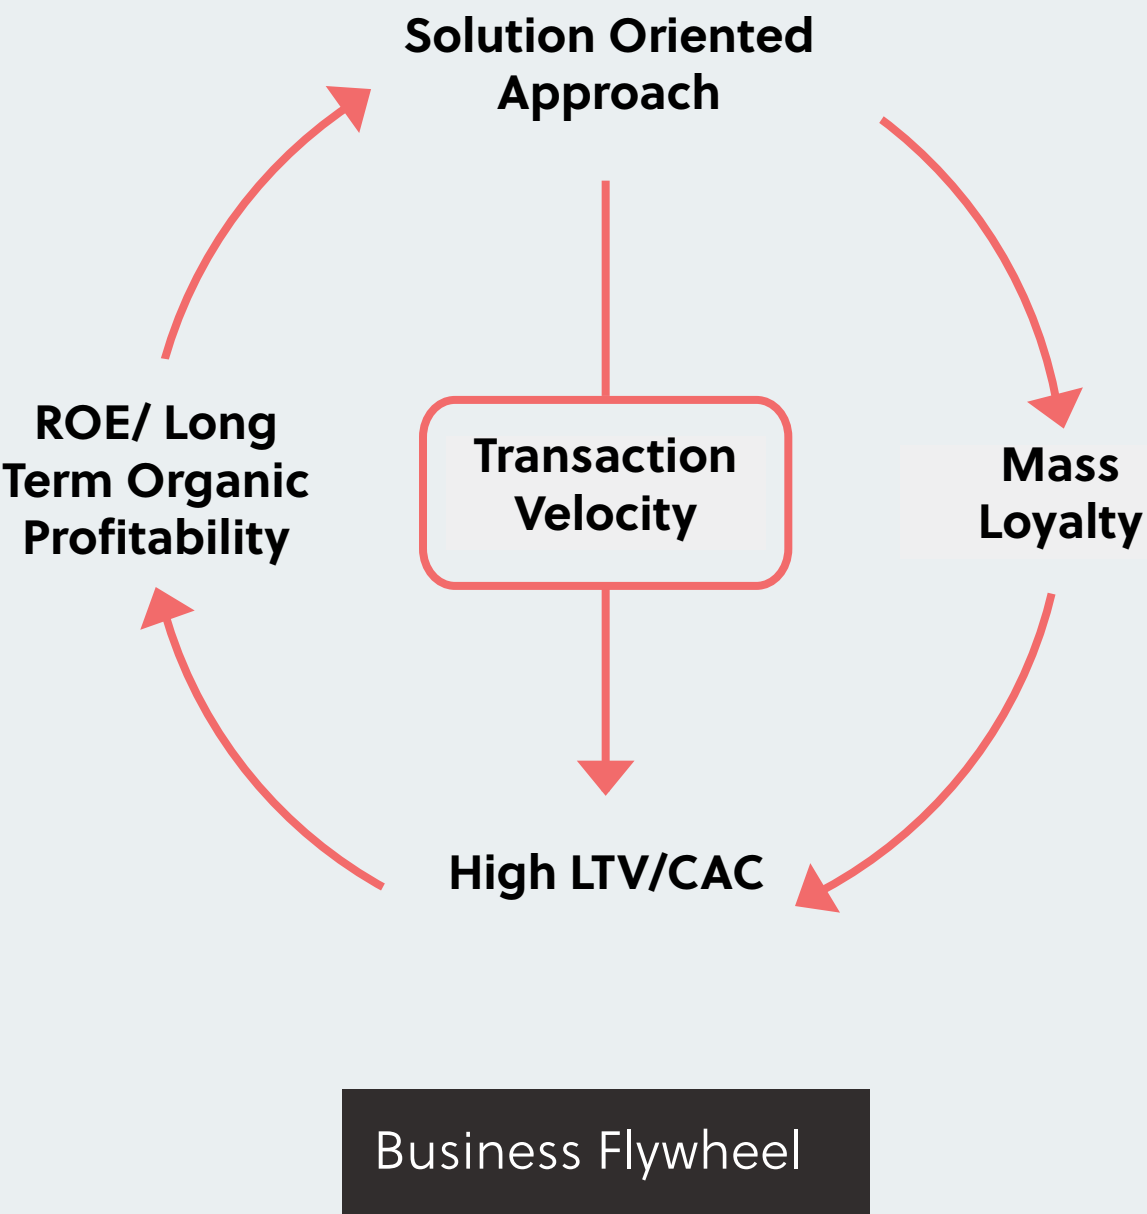 Solution Oriented
Approach
ROE/ Long
Term Organic
Profitability
Transaction
Velocity
Mass
Loyalty
High LTV/CAC
Business Flywheel